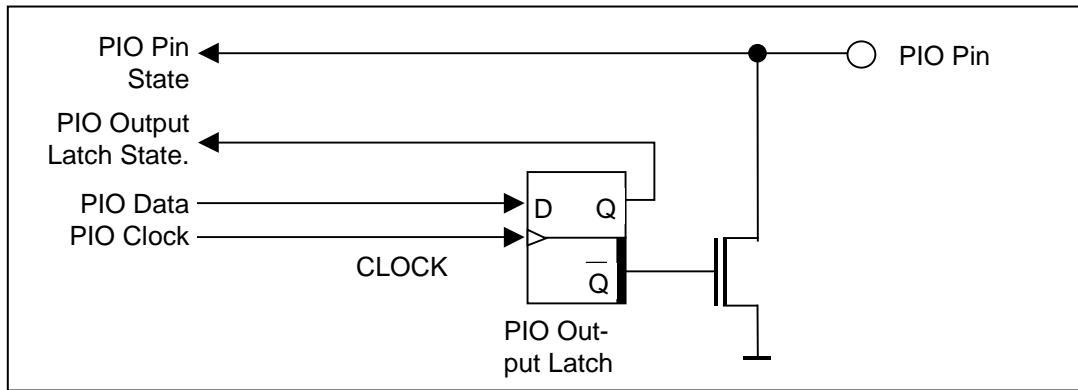 PIO Pin
State
PIO Pin
PIO Output
Latch State.
PIO Data
PIO Clock
CLOCK
D
Q
Q̅
PIO Out-
put Latch